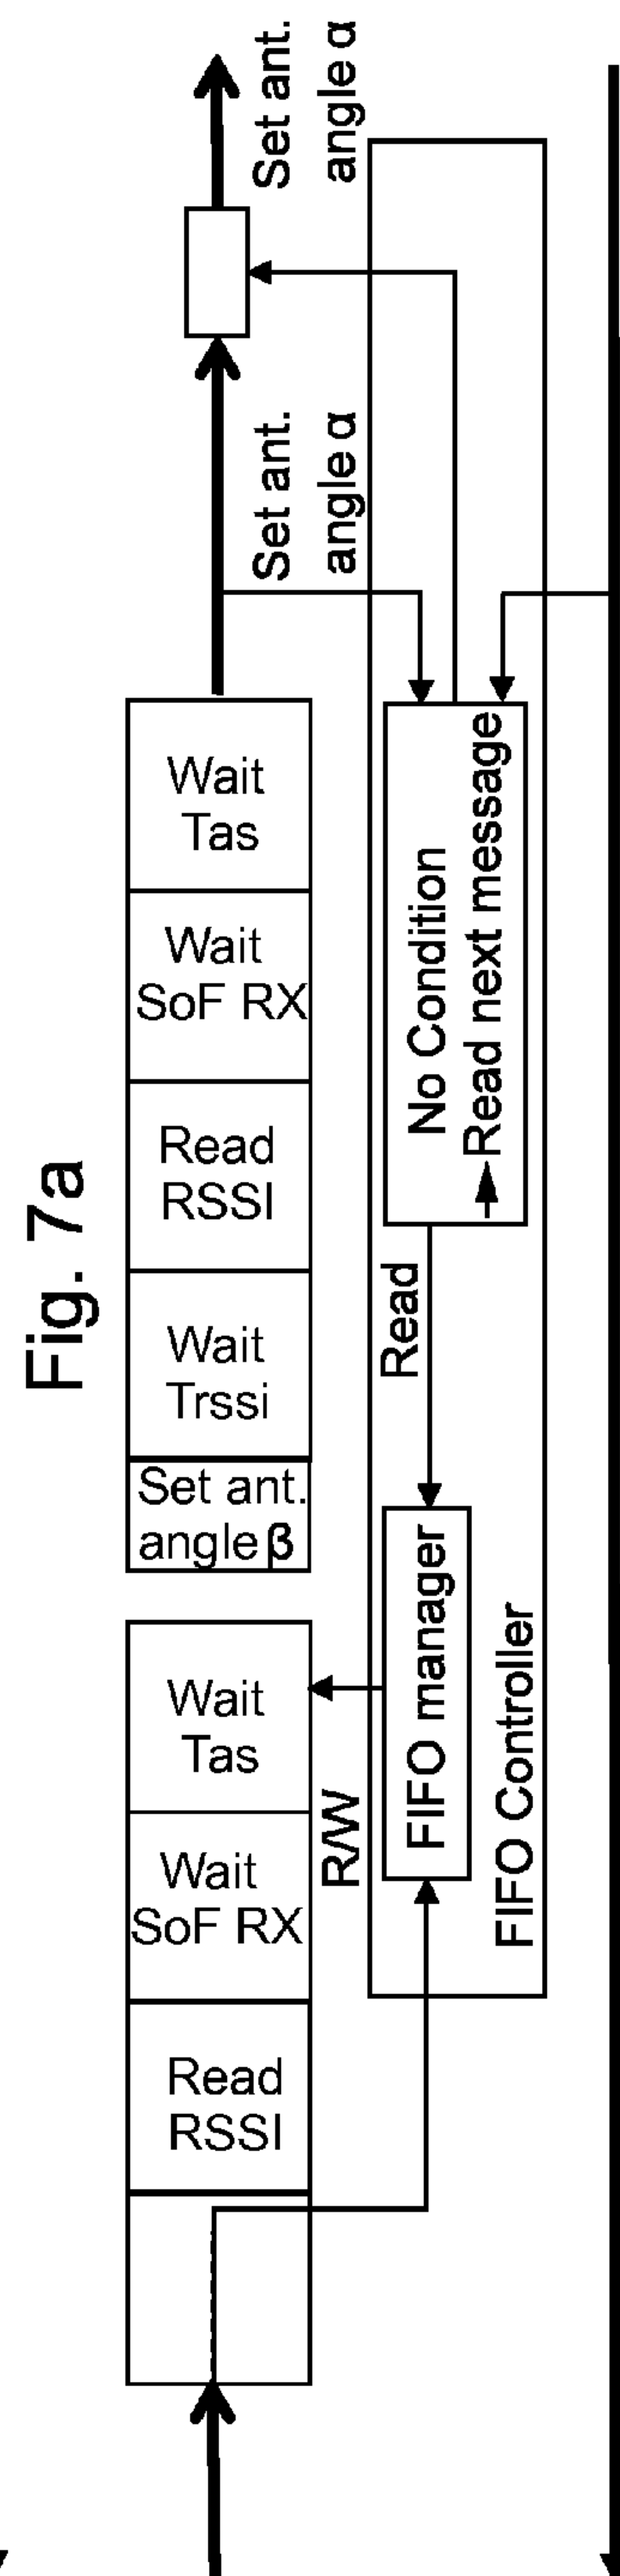 Set ant.
angle α
Set ant.
angle α
Wait
Tas
Wait
SoF RX
Read
RSSI
Wait
Trssi
Set ant.
angle β
No Condition
Read next message
Fig. 7a
Read
Wait
Tas
Wait
SoF RX
Read
RSSI
R/W
FIFO manager
FIFO Controller